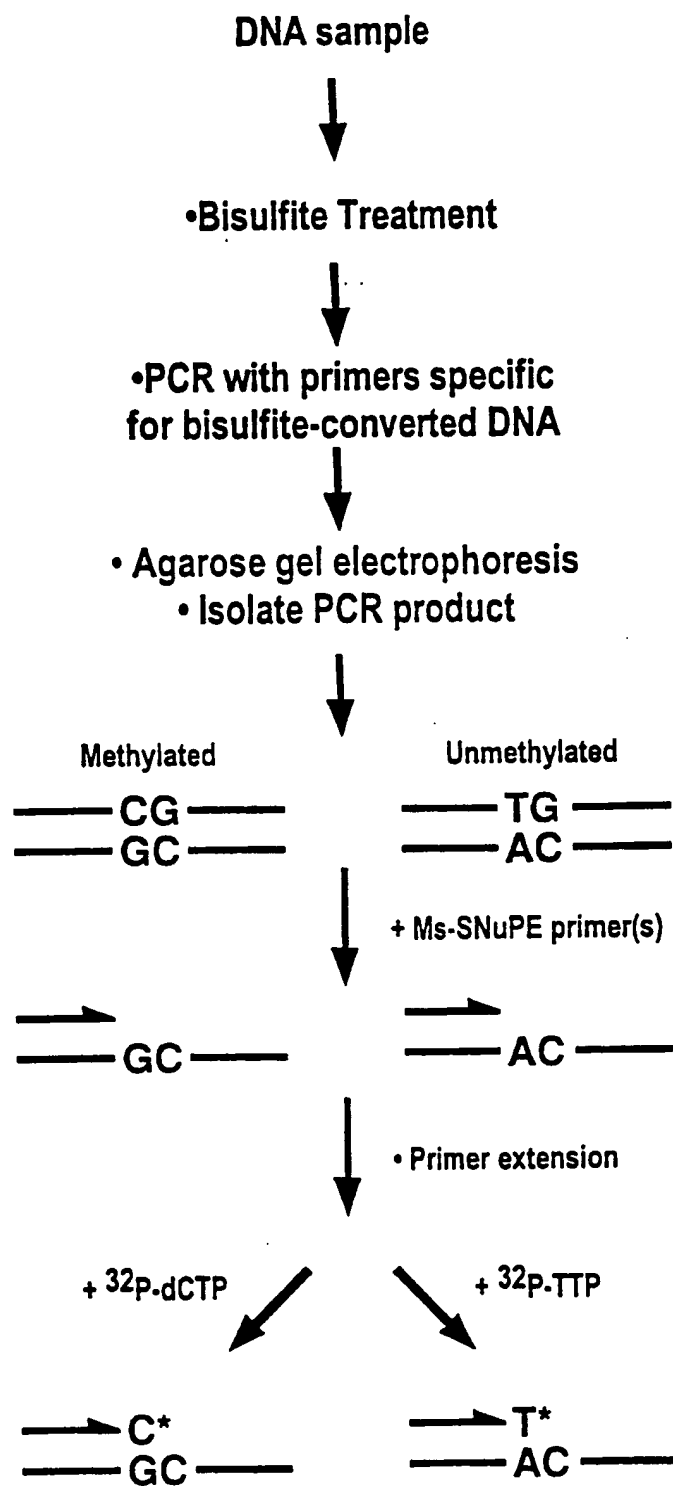 DNA sample
•Bisulfite Treatment
•PCR with primers specific
for bisulfite-converted DNA
• Agarose gel electrophoresis
• Isolate PCR product
Methylated
Unmethylated
CG
GC
TG
AC
+ Ms-SNuPE primer(s)
GC
AC
• Primer extension
+ 32P-dCTP
+ 32P-TTP
C*
GC
T*
AC